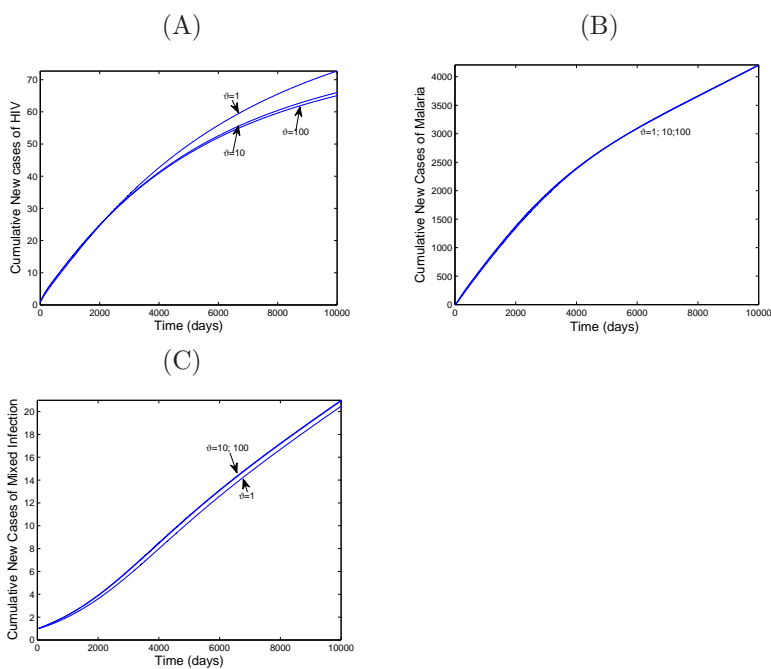 (A)
Cumulative New cases of HIV
70
60
50
40
30
20
10
0
ϑ=1
ϑ=10
ϑ=100
0 2000 4000 6000 8000 10000
Time (days)
(B)
Cumulative New Cases of Malaria
4000
3500
3000
2500
2000
1500
1000
500
0
ϑ=1; 10;100
0 2000 4000 6000 8000 10000
Time (days)
(C)
Cumulative New Cases of Mixed Infection
20
18
16
14
12
10
8
6
4
2
0
ϑ=10; 100
ϑ=1
0 2000 4000 6000 8000 10000
Time (days)